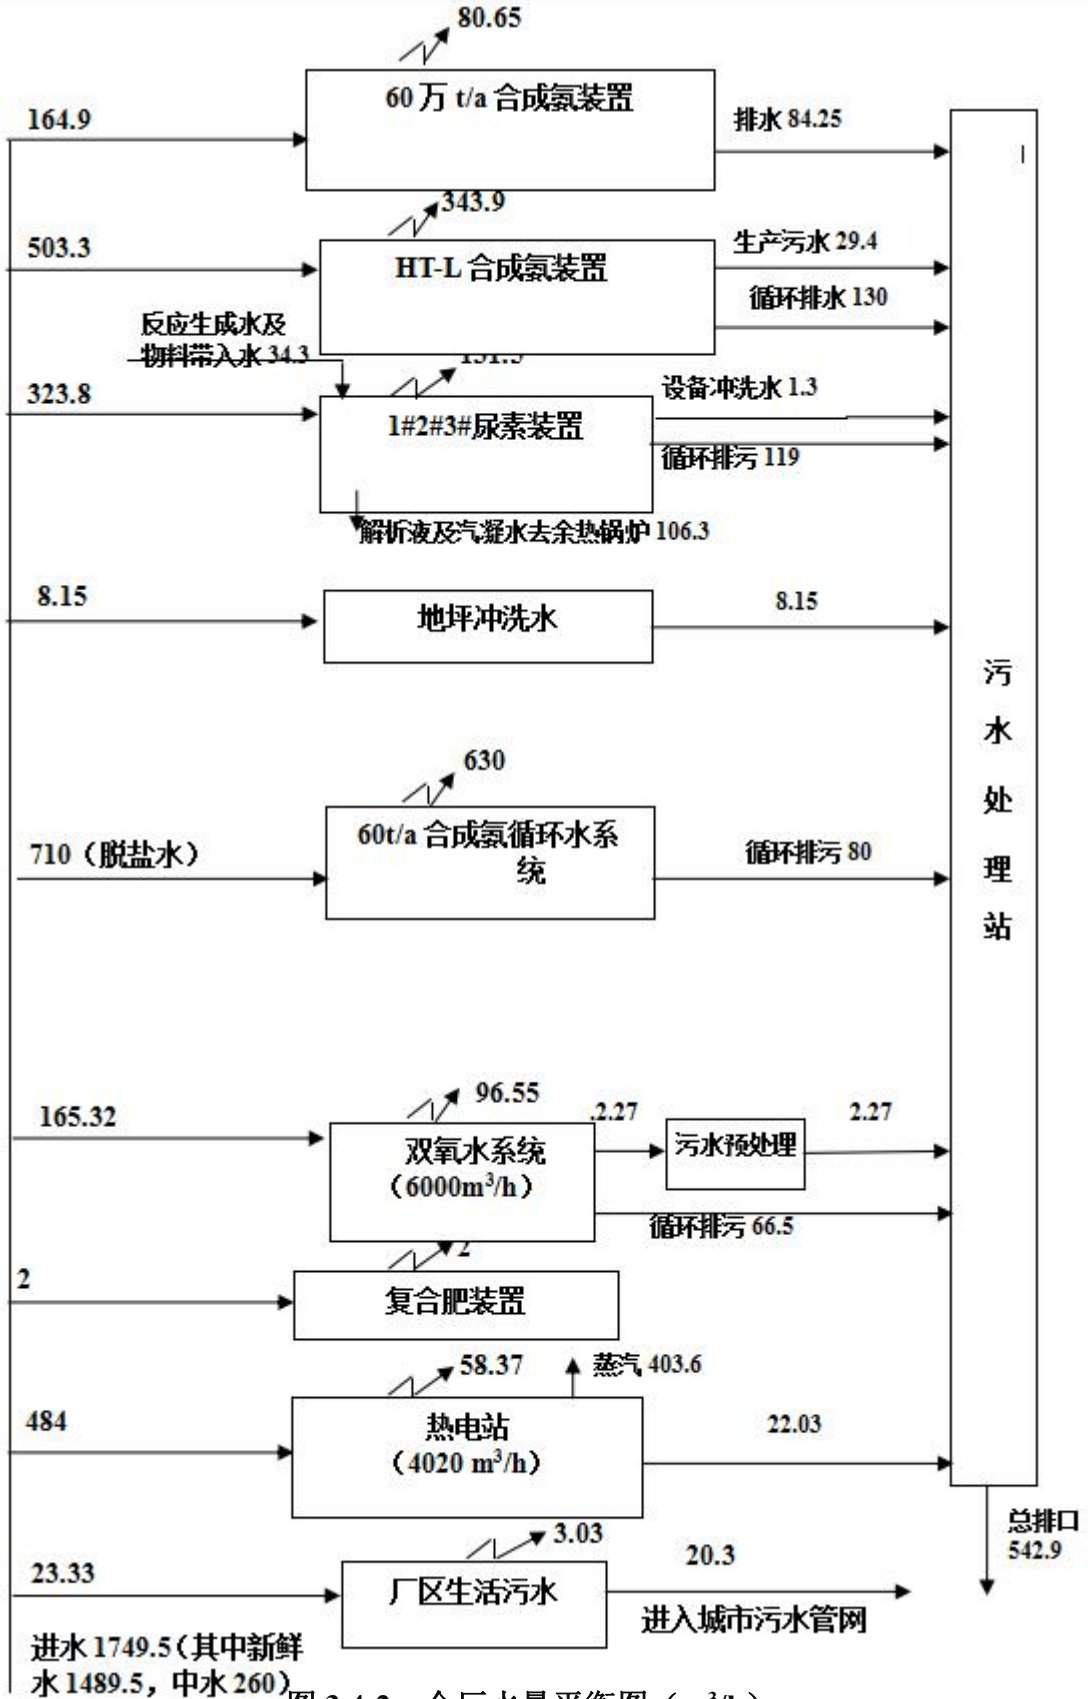 80.65
60万 t/a 合成氨装置
164.9
排水 84.25
343.9
503.3
HT-L 合成氨装置
生产污水 29.4
循环排水 130
反应生成水及
物料带入水 34.3
323.8
1#2#3#尿素装置
设备冲洗水 1.3
循环排污 119
解析液及汽凝水去余热锅炉 106.3
8.15
地坪冲洗水
8.15
污
水
处
理
站
630
710（脱盐水）
60t/a 合成氨循环水系
统
循环排污 80
96.55
165.32
双氧水系统
（6000m³/h）
.2.27
污水预处理
2.27
循环排污 66.5
2
2
复合肥装置
58.37
蒸汽 403.6
484
热电站
（4020 m³/h）
22.03
总排口
542.9
3.03
23.33
厂区生活污水
20.3
进入城市污水管网
进水 1749.5（其中新鲜
水 1489.5，中水 260）